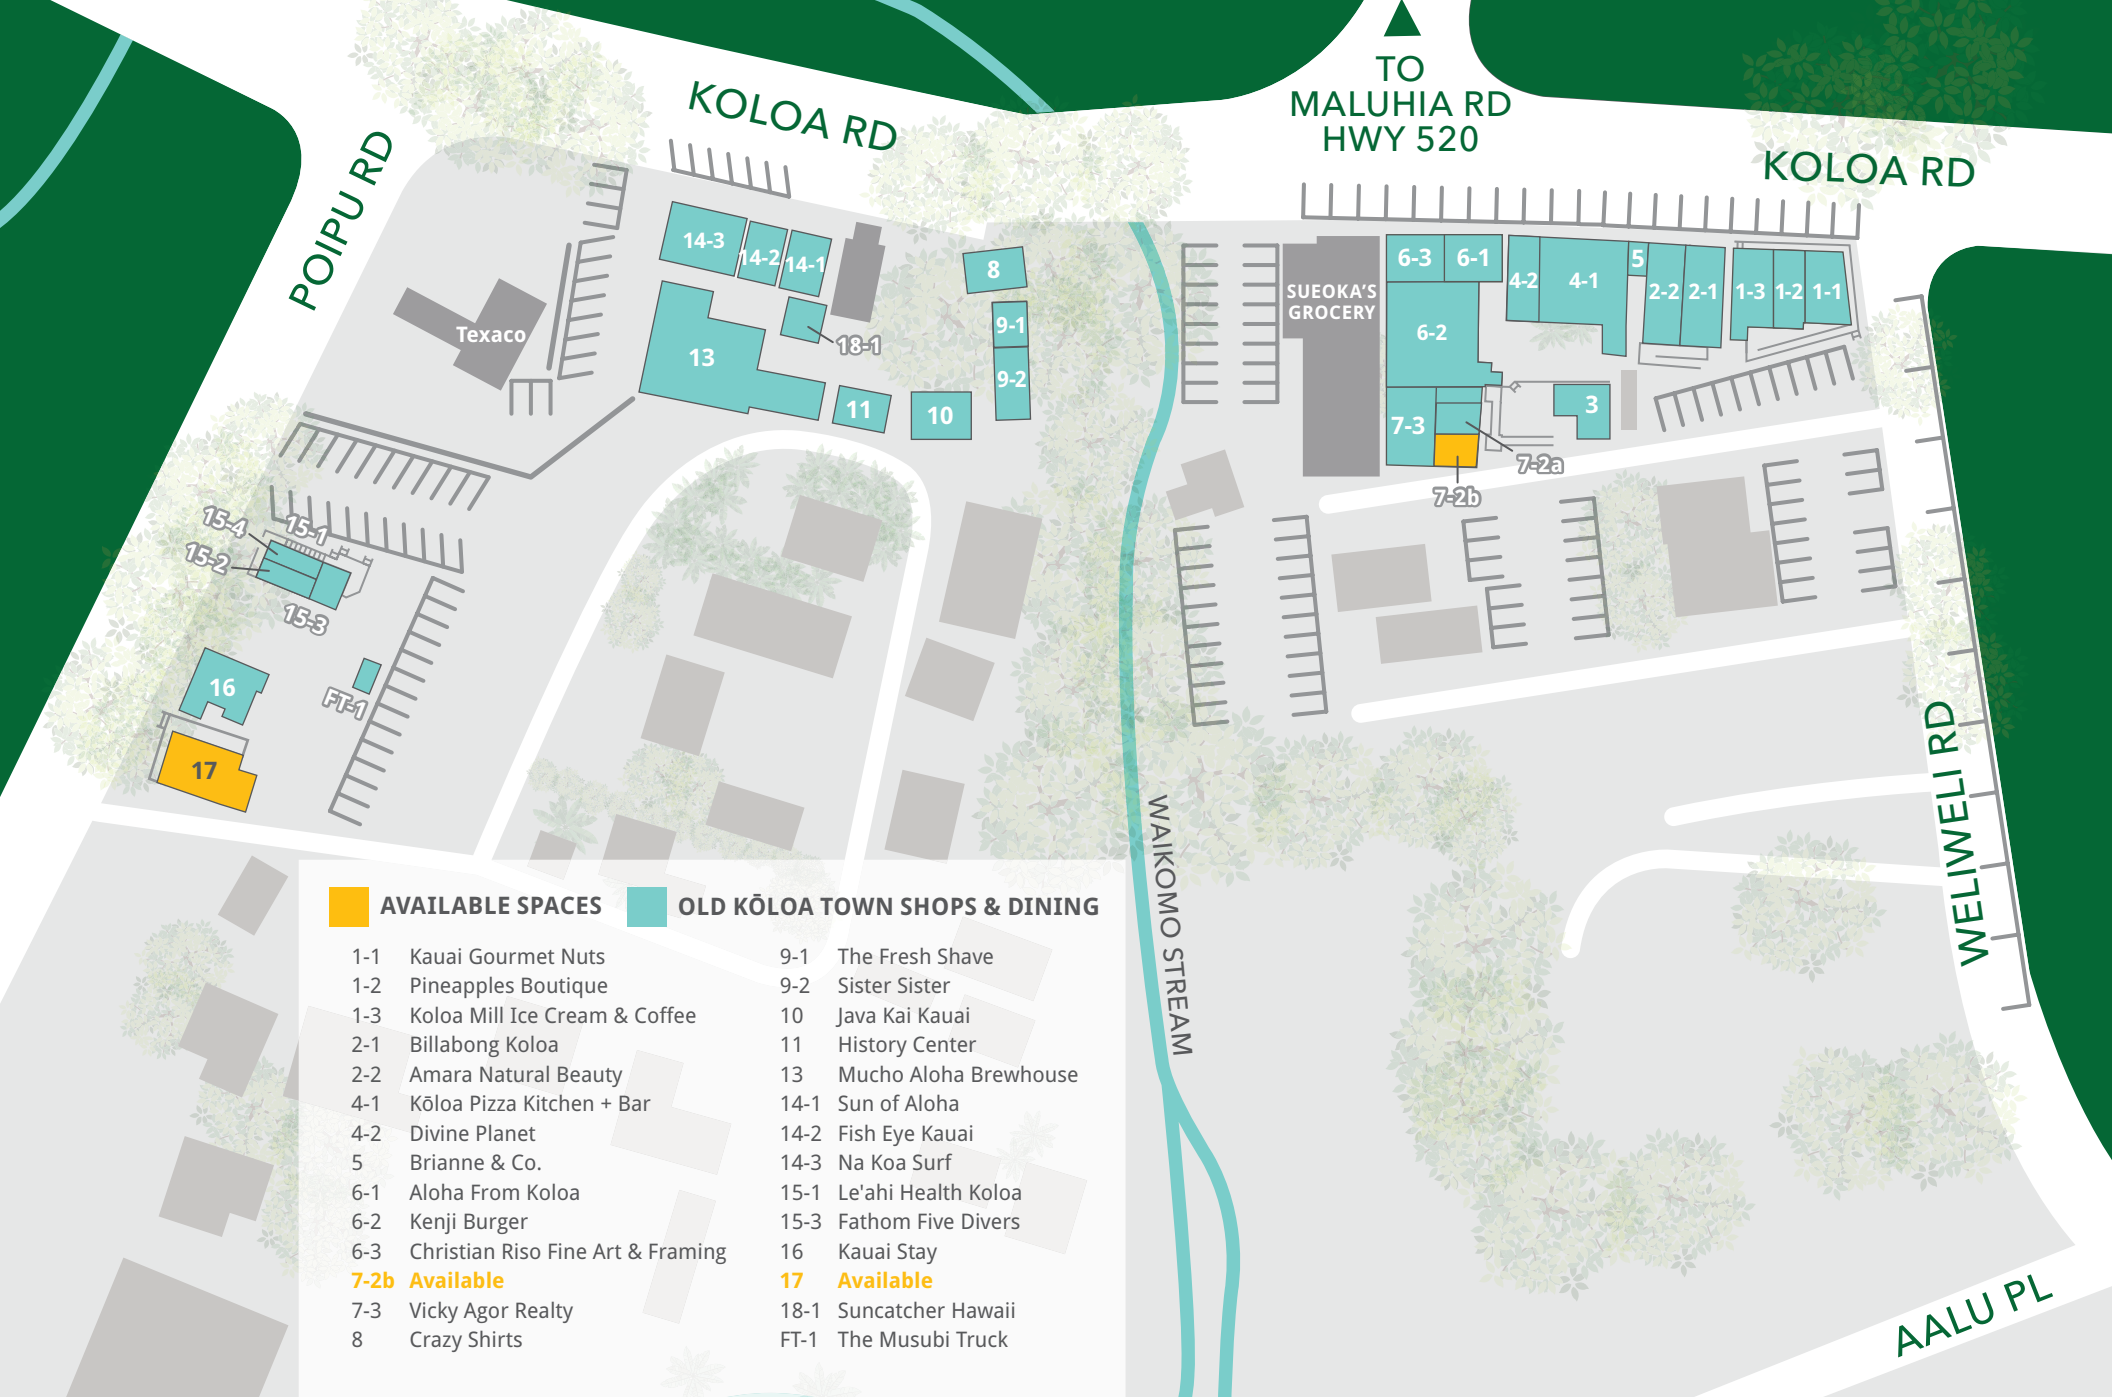 KOLOA RD
TO
MALUHIA RD
HWY 520
KOLOA RD
POIPU RD
14-3
14-2
14-1
18-1
13
11
10
8
9-1
9-2
Texaco
SUEOKA'S
GROCERY
6-3
6-1
6-2
4-2
4-1
5
2-2
2-1
1-3
1-2
1-1
7-3
3
7-2a
7-2b
15-4
15-1
15-2
15-3
16
FT-1
17
WAIKOMO STREAM
WELIWELI RD
AALU PL
AVAILABLE SPACES
OLD KŌLOA TOWN SHOPS & DINING
1-1 Kauai Gourmet Nuts
1-2 Pineapples Boutique
1-3 Koloa Mill Ice Cream & Coffee
2-1 Billabong Koloa
2-2 Amara Natural Beauty
4-1 Kōloa Pizza Kitchen + Bar
4-2 Divine Planet
5 Brianne & Co.
6-1 Aloha From Koloa
6-2 Kenji Burger
6-3 Christian Riso Fine Art & Framing
7-2b Available
7-3 Vicky Agor Realty
8 Crazy Shirts
9-1 The Fresh Shave
9-2 Sister Sister
10 Java Kai Kauai
11 History Center
13 Mucho Aloha Brewhouse
14-1 Sun of Aloha
14-2 Fish Eye Kauai
14-3 Na Koa Surf
15-1 Le'ahi Health Koloa
15-3 Fathom Five Divers
16 Kauai Stay
17 Available
18-1 Suncatcher Hawaii
FT-1 The Musubi Truck